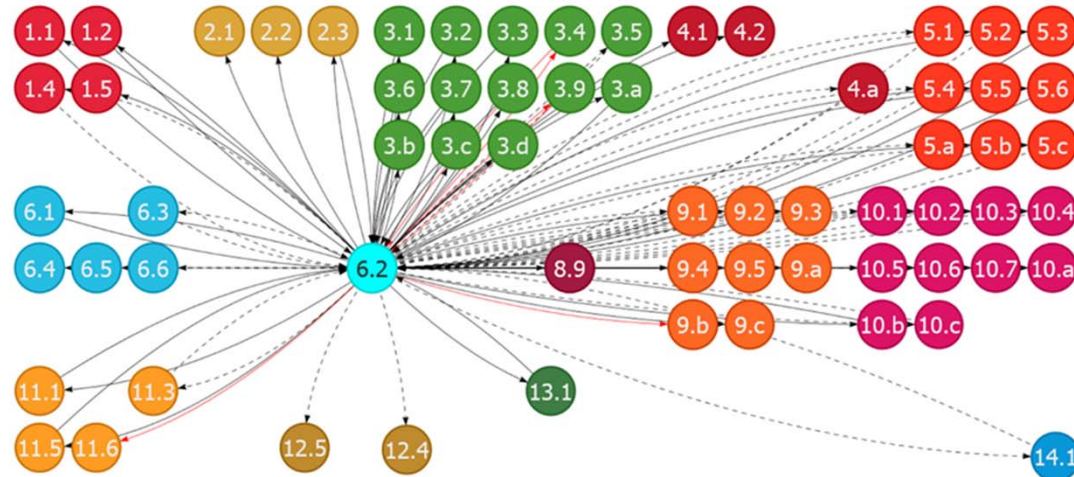 1.1 1.2 2.1 2.2 2.3 3.1 3.2 3.3 3.4 3.5 4.1 4.2 5.1 5.2 5.3
1.4 1.5 3.6 3.7 3.8 3.9 3.a 4.a 5.4 5.5 5.6
3.b 3.c 3.d 5.a 5.b 5.c
6.1 6.3 9.1 9.2 9.3 10.1 10.2 10.3 10.4
6.4 6.5 6.6 6.2 8.9 9.4 9.5 9.a 10.5 10.6 10.7 10.a
9.b 9.c 10.b 10.c
11.1 11.3 13.1
11.5 11.6 12.5 12.4 14.1